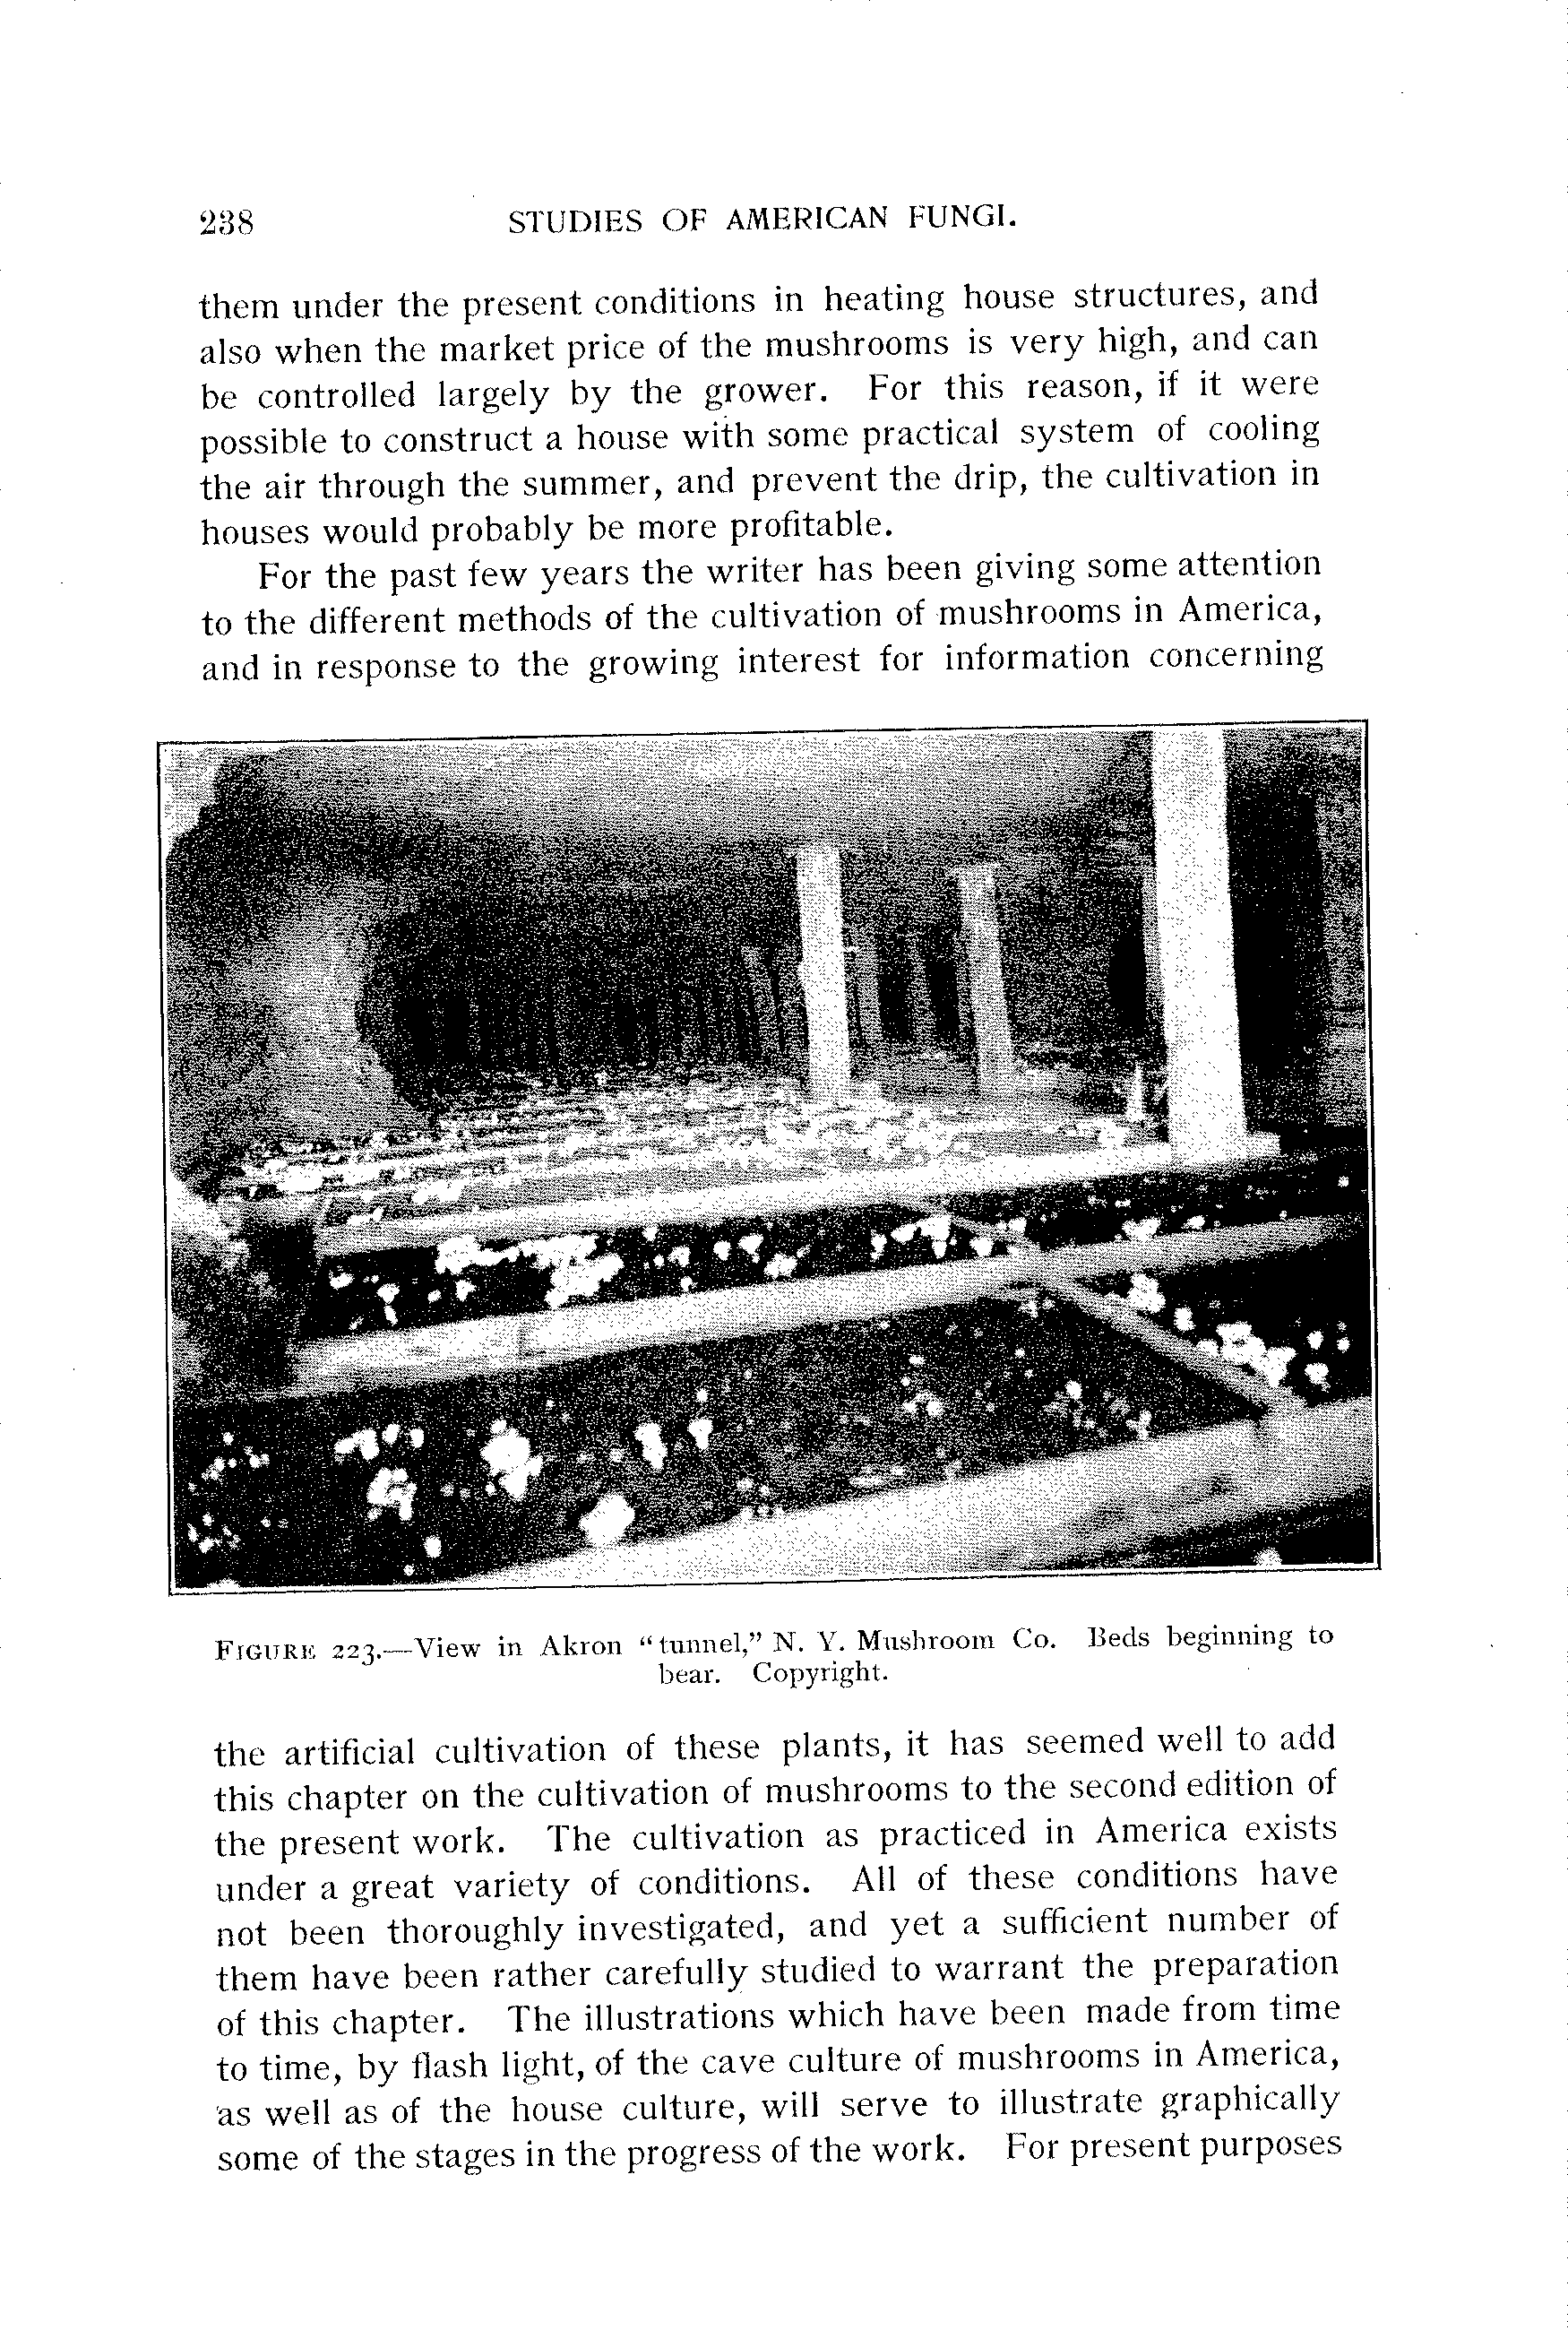 238 STUDIES OF AMERICAN FUNGI.
them under the present conditions in heating house structures, and
also when the market price of the mushrooms is very high, and can
be controlled largely by the grower. For this reason, if it were
possible to construct a house with some practical system of cooling
the air through the summer, and prevent the drip, the cultivation in
houses would probably be more profitable.
For the past few years the writer has been giving some attention
to the different methods of the cultivation of mushrooms in America,
and in response to the growing interest for information concerning
FIGURE 223.—View in Akron “tunnel,” N. Y. Mushroom Co. Beds beginning to
bear. Copyright.
the artificial cultivation of these plants, it has seemed well to add
this chapter on the cultivation of mushrooms to the second edition of
the present work. The cultivation as practiced in America exists
under a great variety of conditions. All of these conditions have
not been thoroughly investigated, and yet a sufficient number of
them have been rather carefully studied to warrant the preparation
of this chapter. The illustrations which have been made from time
to time, by flash light, of the cave culture of mushrooms in America,
as well as of the house culture, will serve to illustrate graphically
some of the stages in the progress of the work. For present purposes